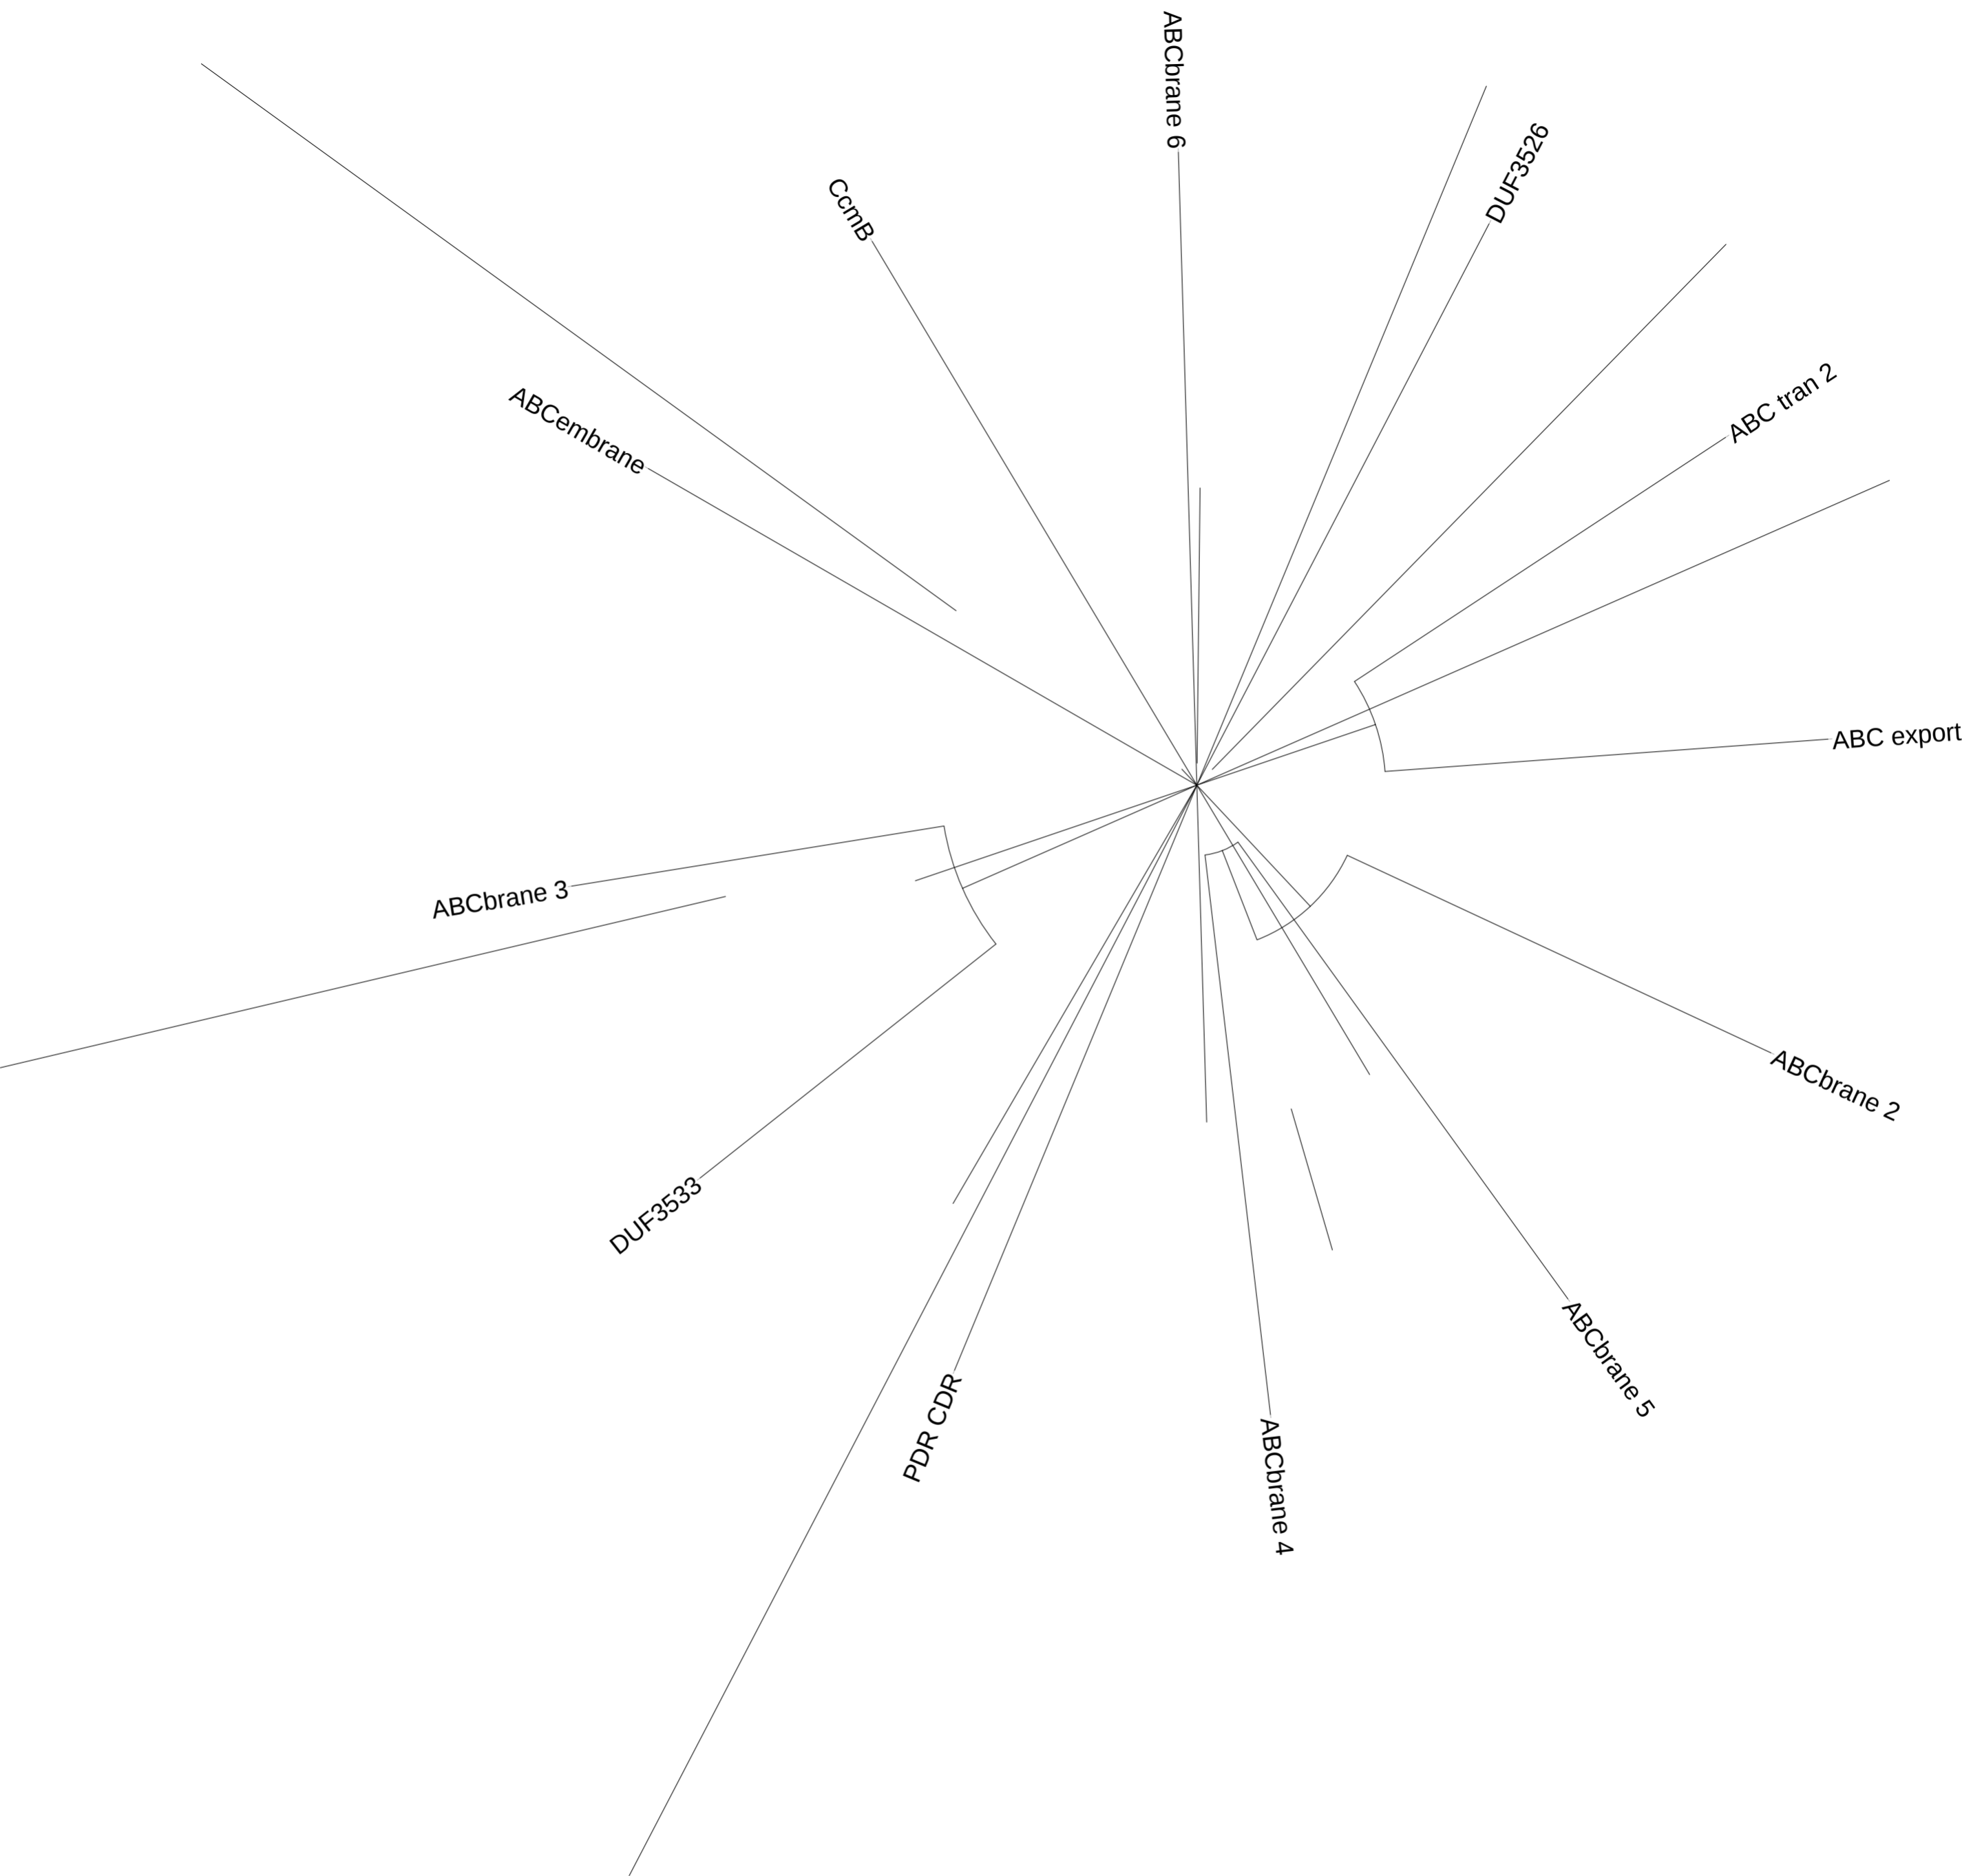 ABCbrane 6
DUF3526
CcmB
ABC tran 2
ABCembrane
ABC export
ABCbrane 3
ABCbrane 2
DUF3533
ABCbrane 5
PDR CDR
ABCbrane 4